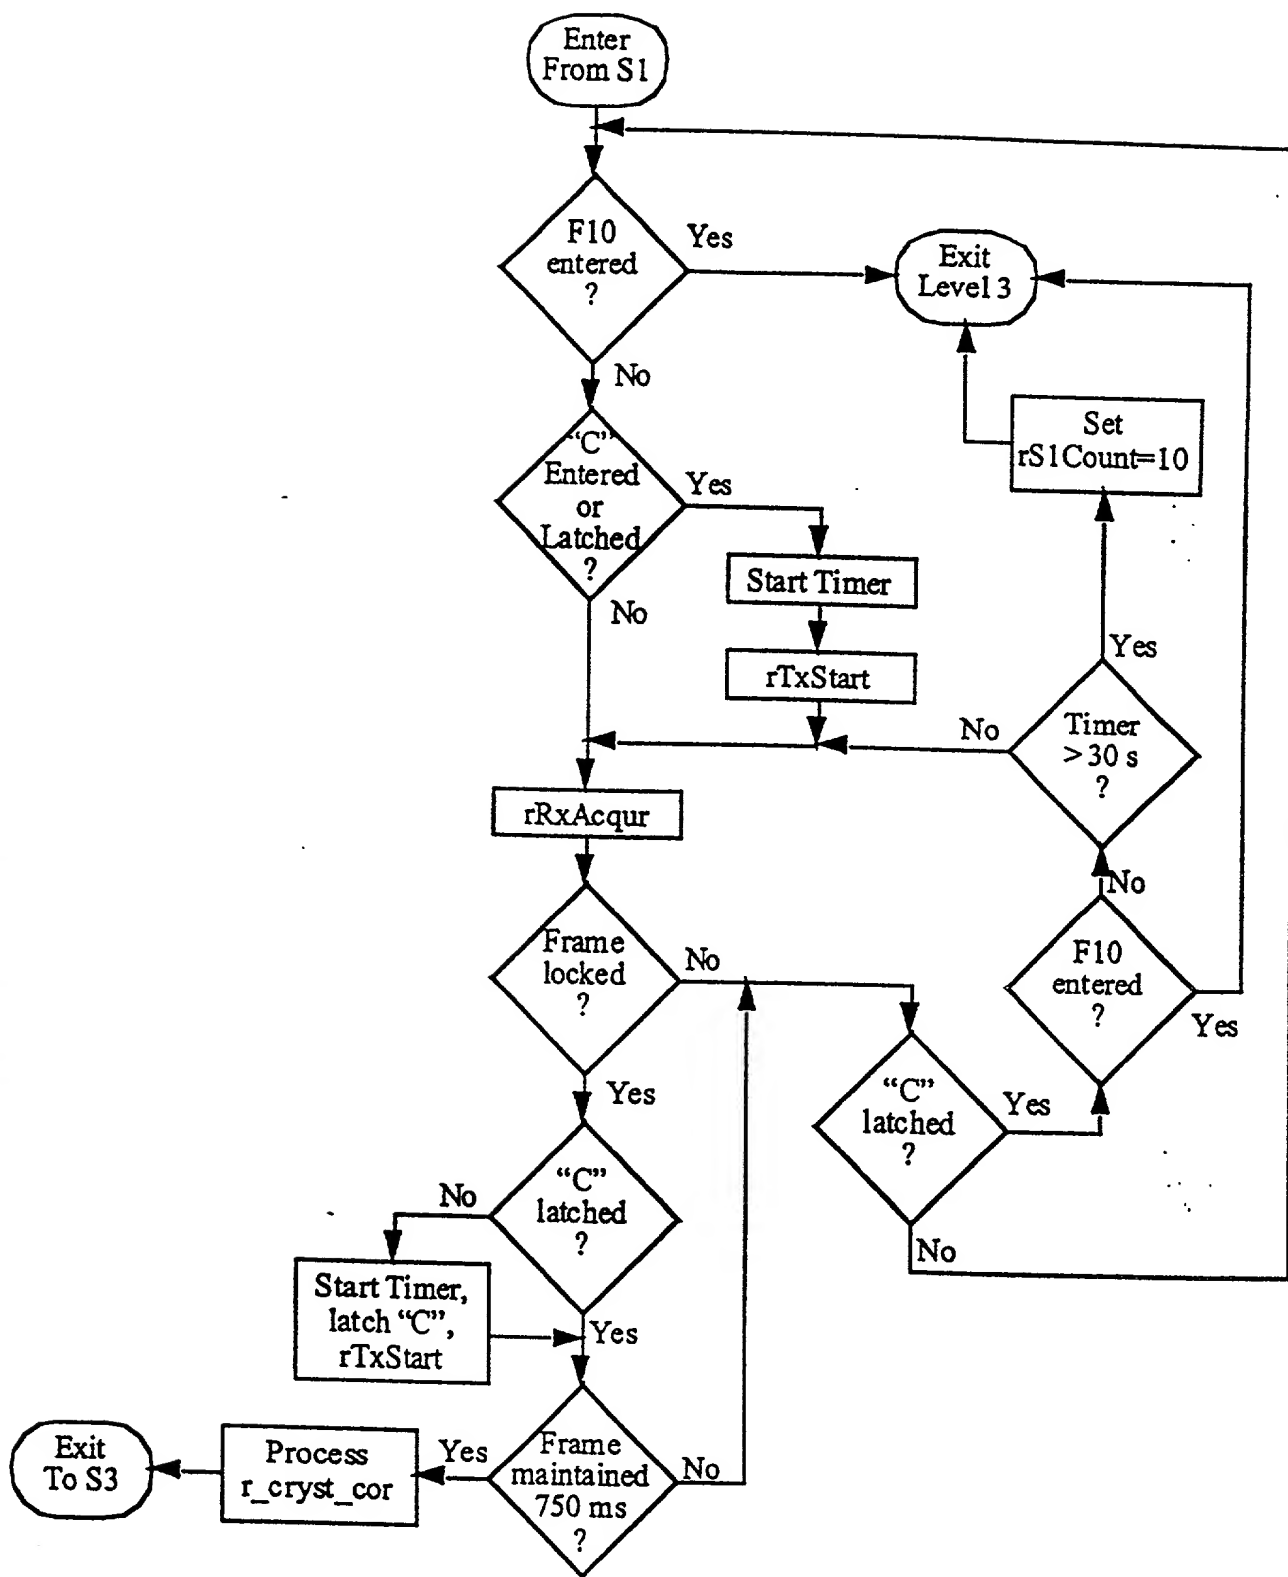 Enter
From S1
F10
entered
?
Yes
No
Exit
Level 3
Set
rS1Count=10
"C"
Entered
or
Latched
?
Yes
No
Start Timer
rTxStart
Yes
Timer
> 30 s
?
No
rRxAcqur
No
F10
entered
?
Yes
Frame
locked
?
No
Yes
"C"
latched
?
Yes
No
"C"
latched
?
No
Yes
Start Timer,
latch "C",
rTxStart
Frame
maintained
750 ms
?
Yes
No
Process
r_cryst_cor
Exit
To S3